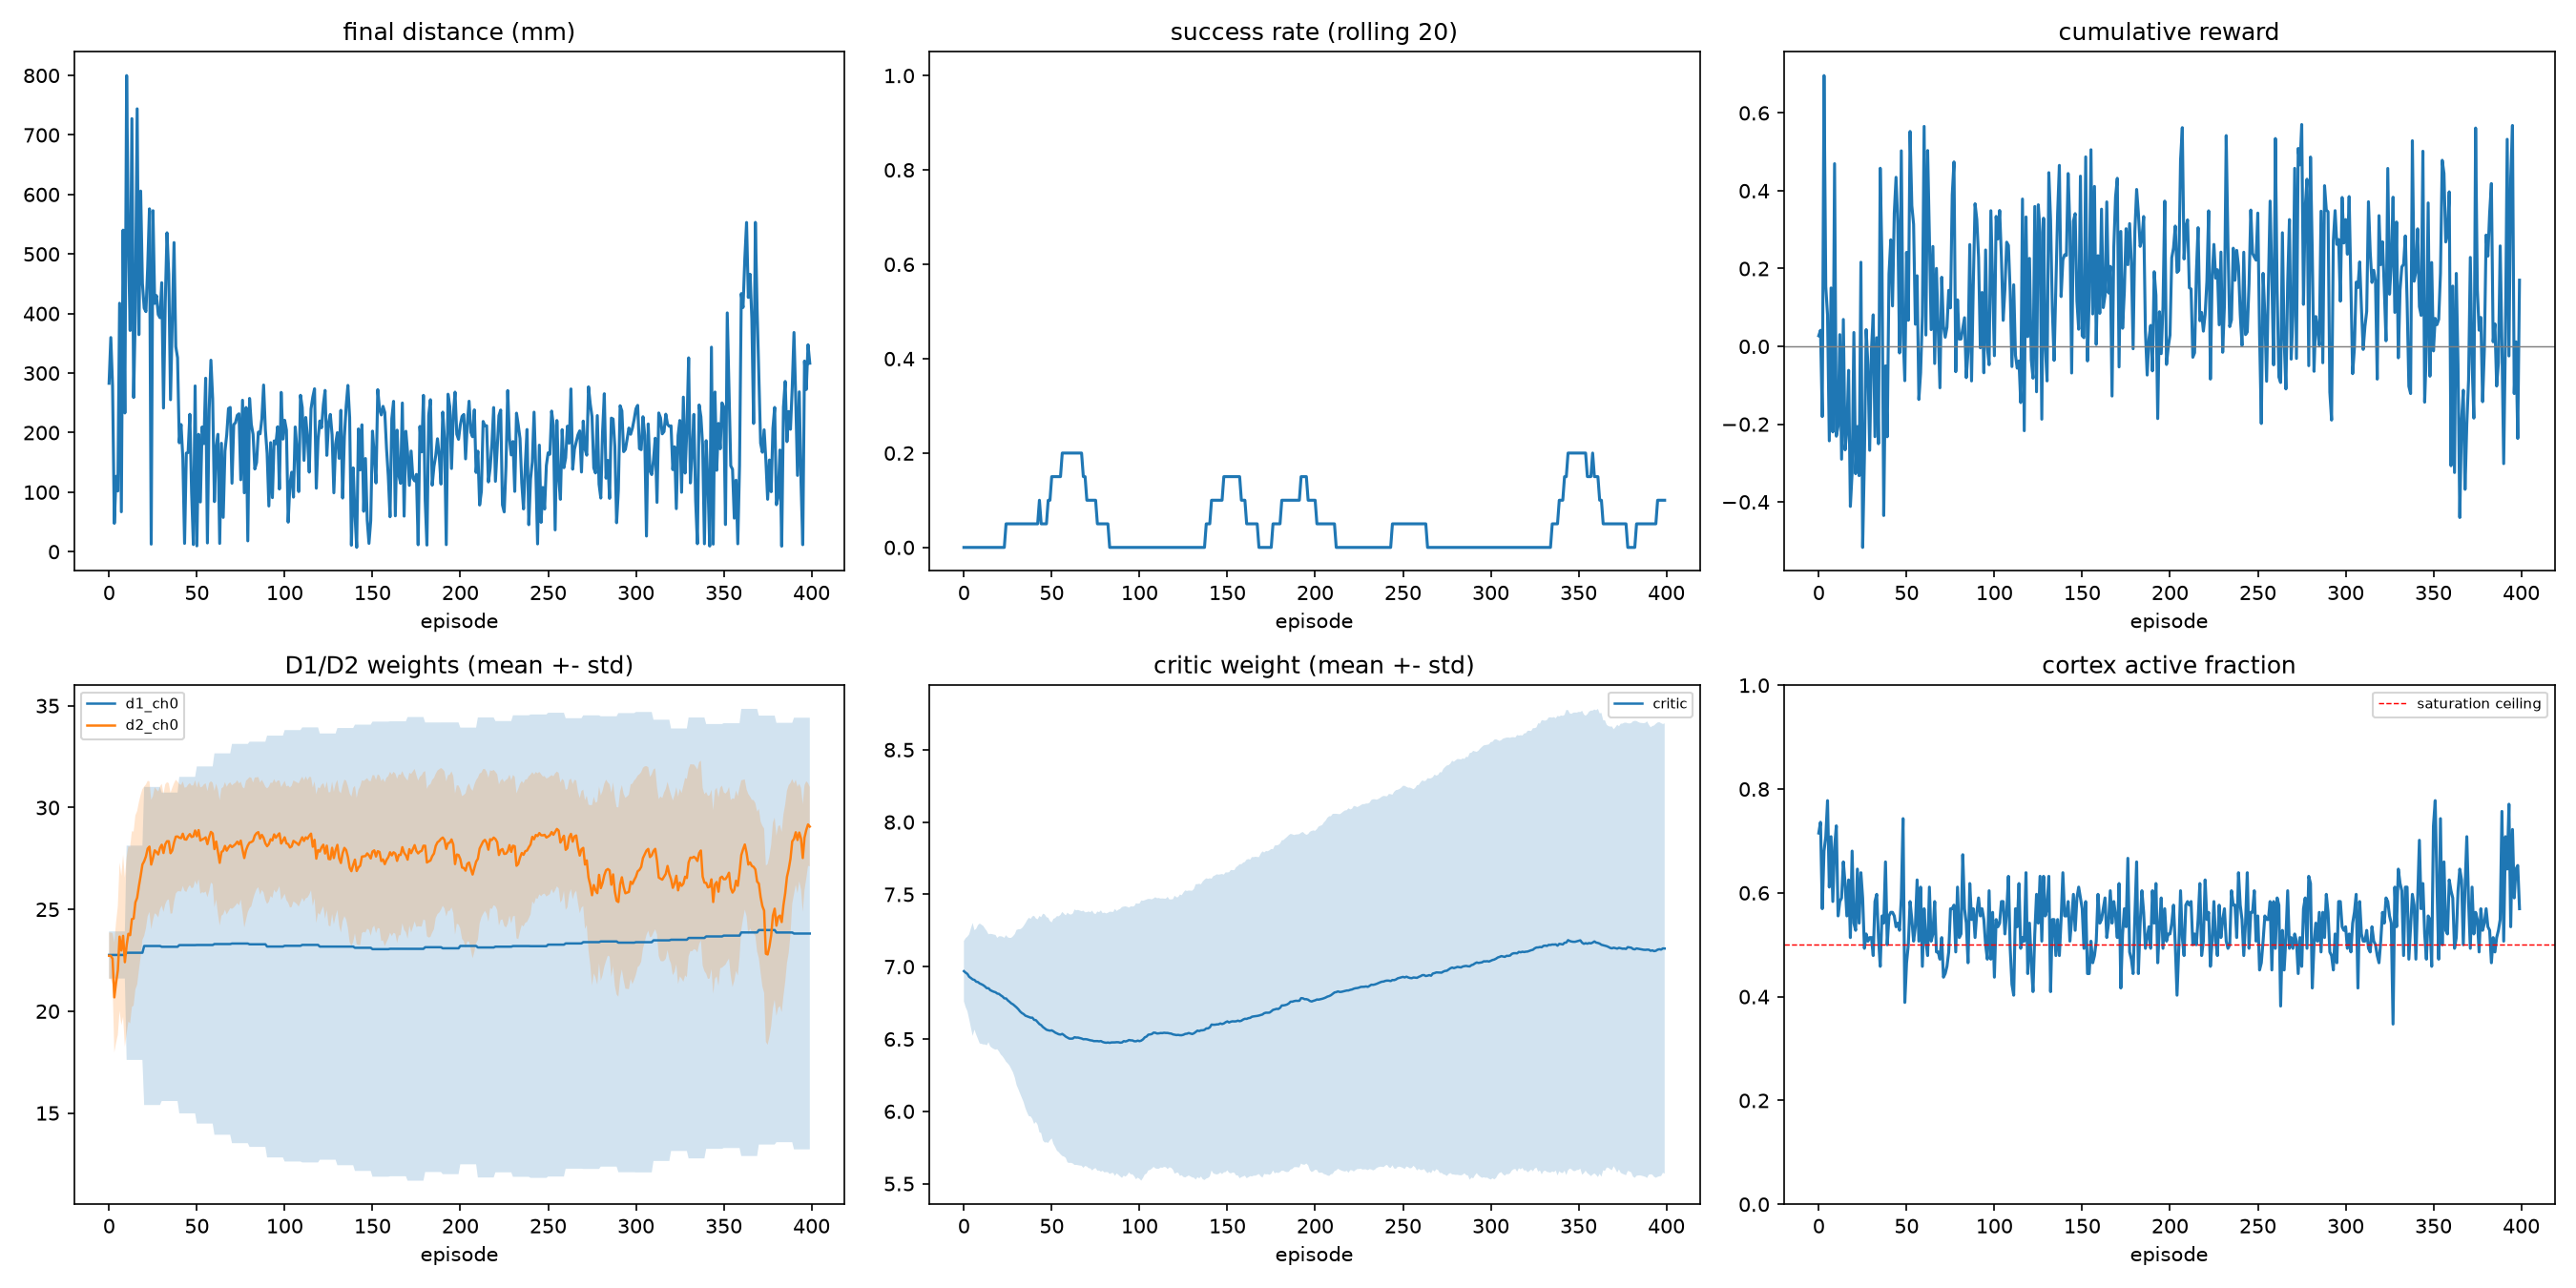 final distance (mm)
800
700
600
500
400
300
200
100
0
0 50 100 150 200 250 300 350 400
episode
success rate (rolling 20)
1.0
0.8
0.6
0.4
0.2
0.0
0 50 100 150 200 250 300 350 400
episode
cumulative reward
0.6
0.4
0.2
0.0
−0.2
−0.4
0 50 100 150 200 250 300 350 400
episode
D1/D2 weights (mean +- std)
d1_ch0
d2_ch0
35
30
25
20
15
0 50 100 150 200 250 300 350 400
episode
critic weight (mean +- std)
critic
8.5
8.0
7.5
7.0
6.5
6.0
5.5
0 50 100 150 200 250 300 350 400
episode
cortex active fraction
saturation ceiling
1.0
0.8
0.6
0.4
0.2
0.0
0 50 100 150 200 250 300 350 400
episode